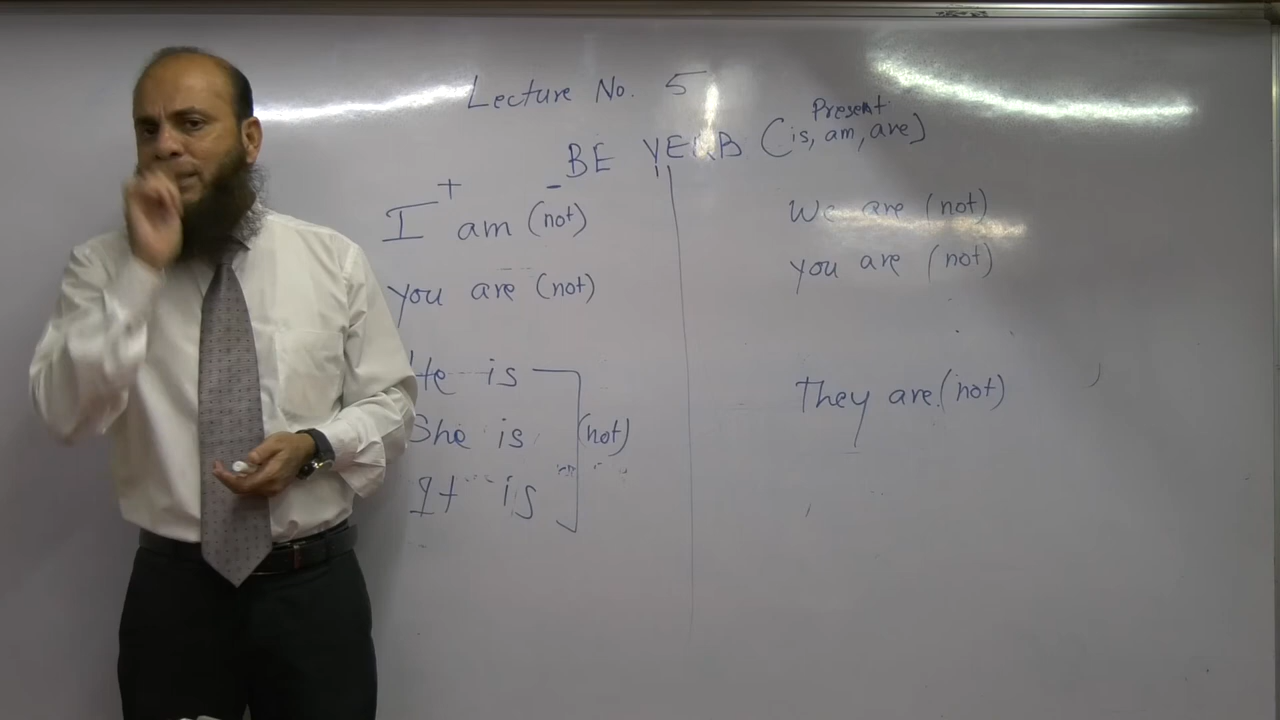 Lecture No. 5
Present
BE VERB (is, am, are)
+ -
I am (not)
you are (not)
He is
She is (not)
It is
We are (not)
you are (not)
They are (not)